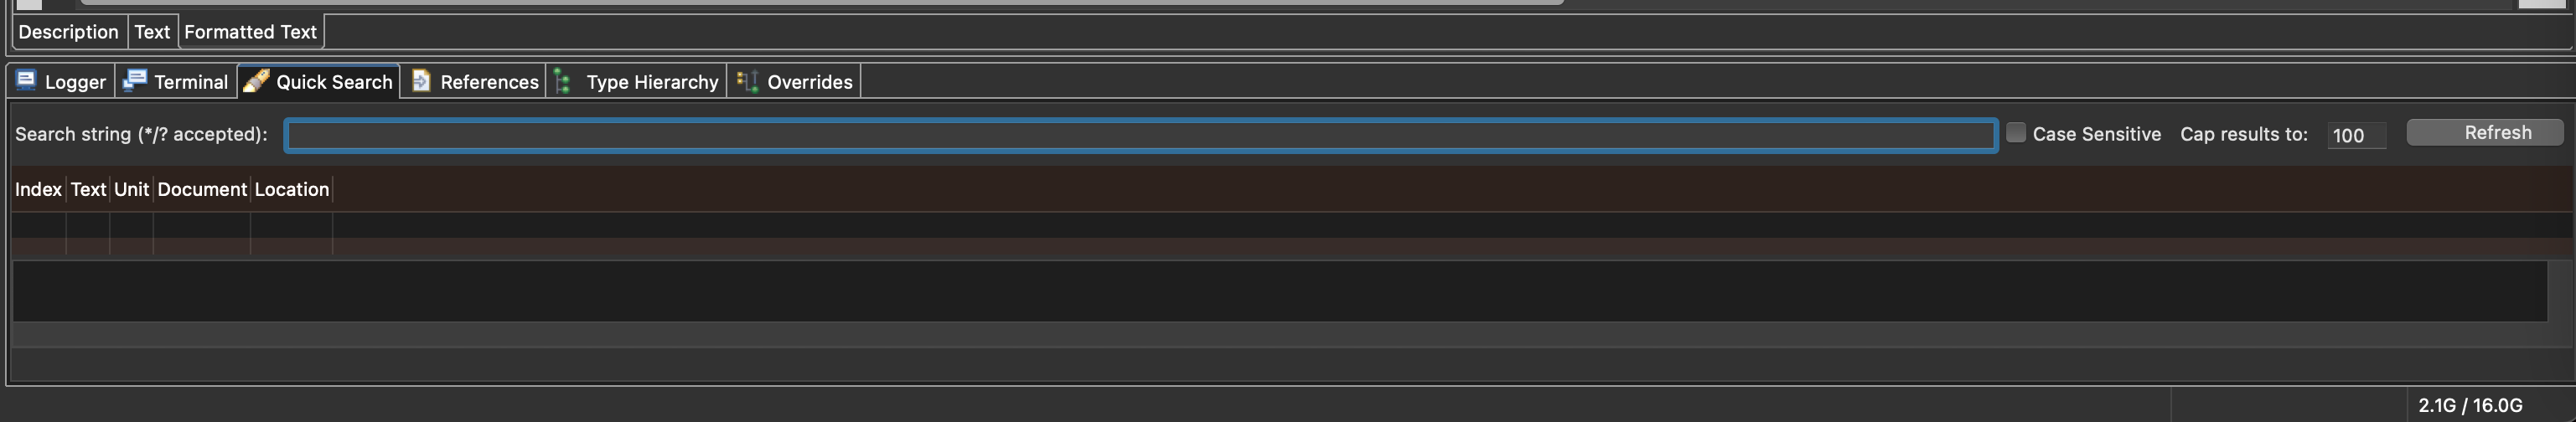 Description Text Formatted Text
Logger Terminal Quick Search References Type Hierarchy Overrides
Search string (*/? accepted): Case Sensitive Cap results to: 100 Refresh
Index Text Unit Document Location
2.1G / 16.0G